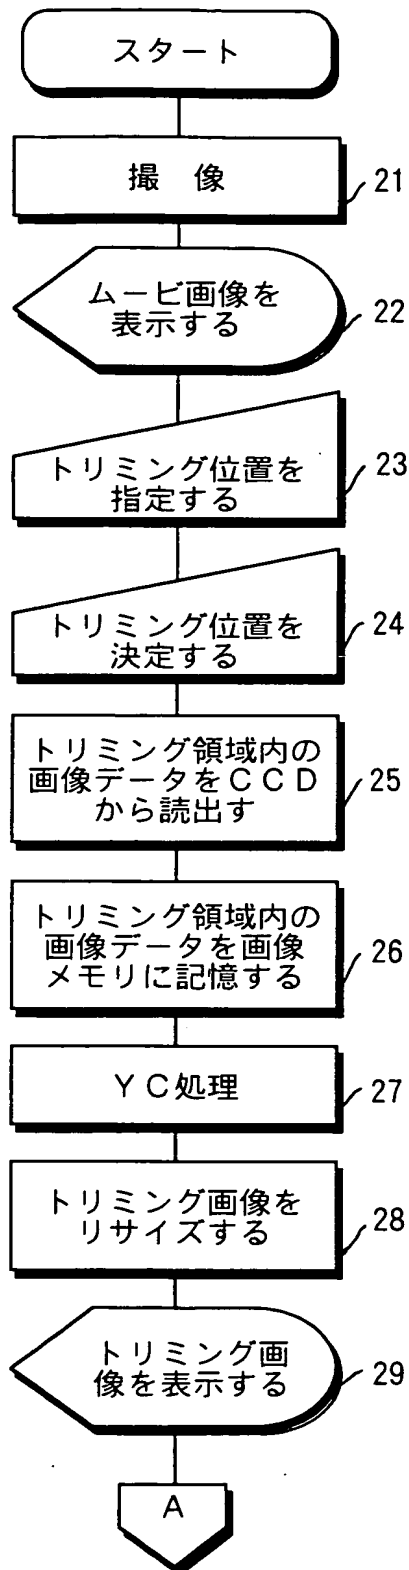 スタート
撮 像
21
ムービ画像を
表示する
22
トリミング位置を
指定する
23
トリミング位置を
決定する
24
トリミング領域内の
画像データをCCD
から読出す
25
トリミング領域内の
画像データを画像
メモリに記憶する
26
YC処理
27
トリミング画像を
リサイズする
28
トリミング画
像を表示する
29
A